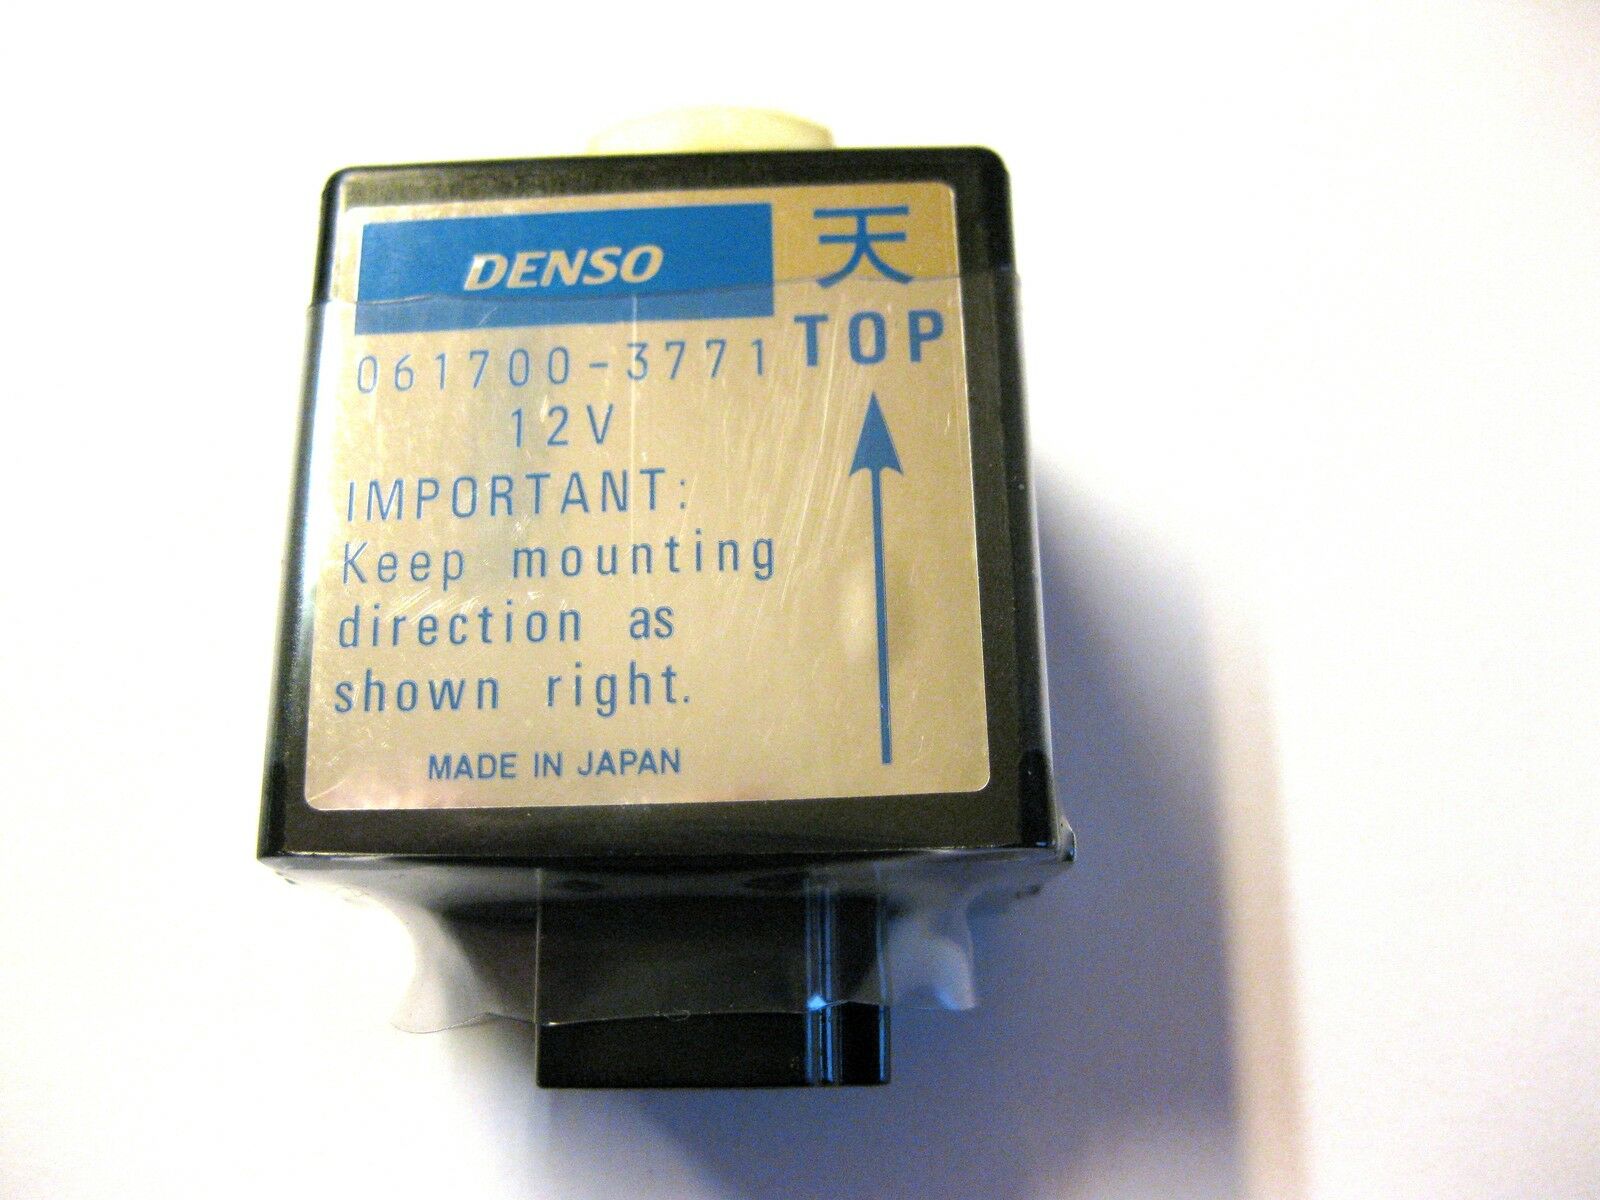 DENSO
天
TOP
061700-3771
12V
IMPORTANT:
Keep mounting
direction as
shown right.
MADE IN JAPAN